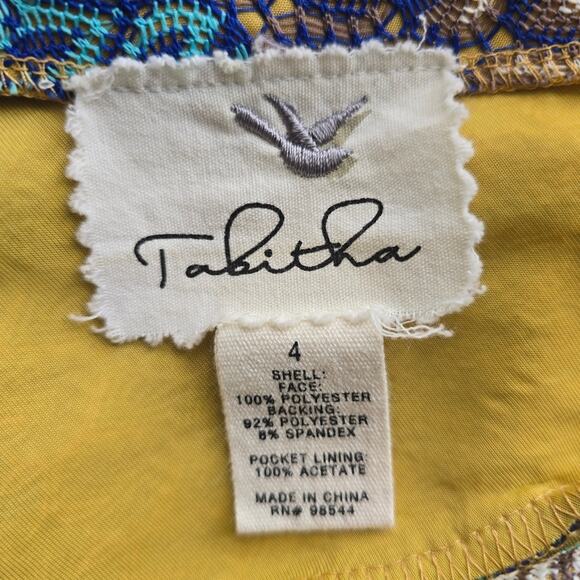 Tabitha
4
SHELL:
FACE:
100% POLYESTER
BACKING:
92% POLYESTER
8% SPANDEX
POCKET LINING:
100% ACETATE
MADE IN CHINA
RN# 98544